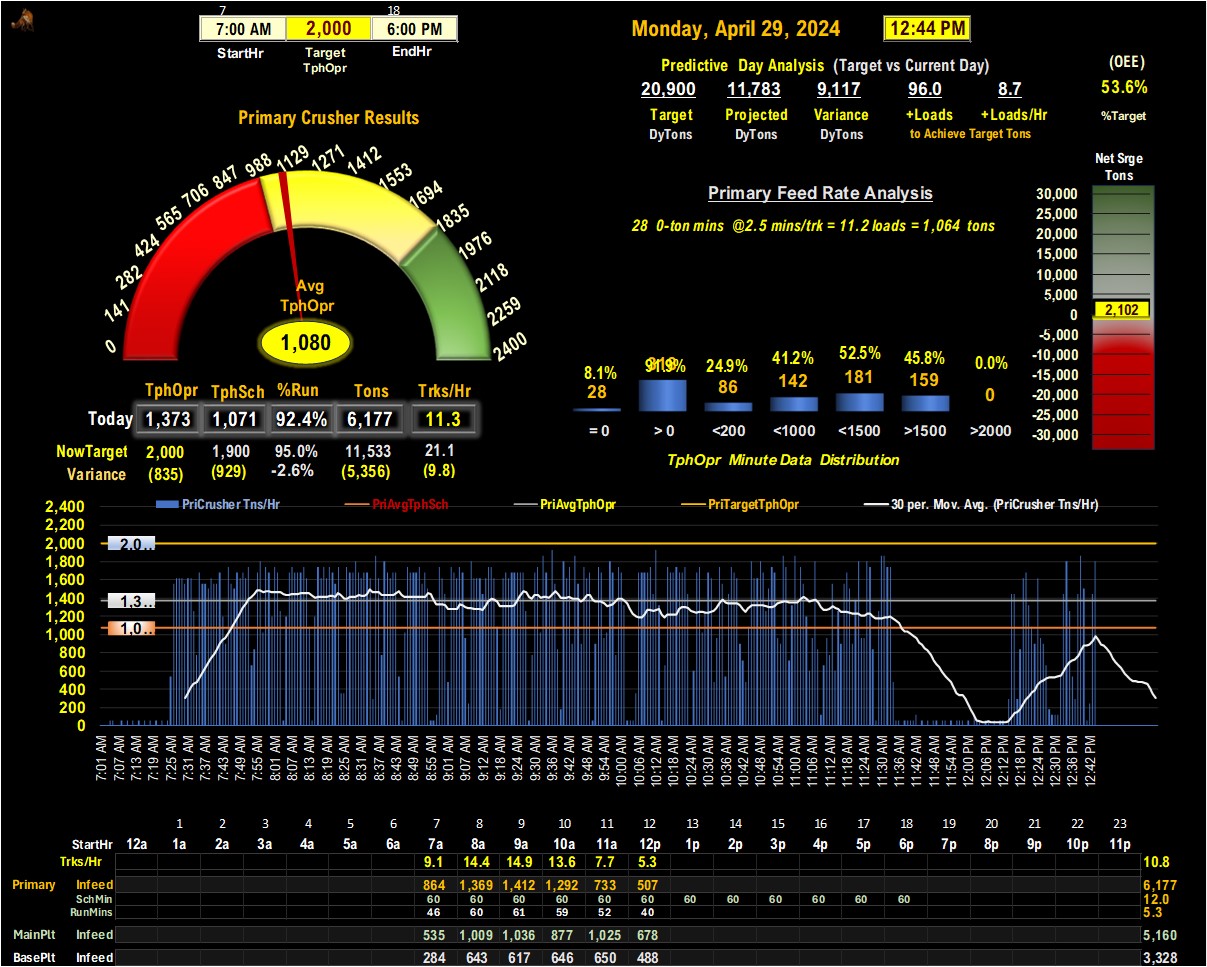 7 18
7:00 AM 2,000 6:00 PM
StartHr Target EndHr
TphOpr
Monday, April 29, 2024 12:44 PM
Predictive Day Analysis (Target vs Current Day)
20,900 11,783 9,117 96.0 8.7
Target Projected Variance +Loads +Loads/Hr
DyTons DyTons DyTons to Achieve Target Tons
(OEE)
53.6%
%Target
Primary Crusher Results
0 141 282 424 565 706 847 988 1129 1271 1412 1553 1694 1835 1976 2118 2259 2400
Avg
TphOpr
1,080
TphOpr TphSch %Run Tons Trks/Hr
Today 1,373 1,071 92.4% 6,177 11.3
NowTarget 2,000 1,900 95.0% 11,533 21.1
Variance (835) (929) -2.6% (5,356) (9.8)
Primary Feed Rate Analysis
28 0-ton mins @2.5 mins/trk = 11.2 loads = 1,064 tons
8.1% 91.9% 24.9% 41.2% 52.5% 45.8% 0.0%
28 86 142 181 159 0
= 0 > 0 <200 <1000 <1500 >1500 >2000
TphOpr Minute Data Distribution
Net Srge
Tons
30,000
25,000
20,000
15,000
10,000
5,000
0
2,102
-5,000
-10,000
-15,000
-20,000
-25,000
-30,000
PriCrusher Tns/Hr PriAvgTphSch PriAvgTphOpr PriTargetTphOpr 30 per. Mov. Avg. (PriCrusher Tns/Hr)
2,400
2,200
2,000
1,800
1,600
1,400
1,200
1,000
800
600
400
200
0
2,0..
1,3..
1,0..
7:01 AM 7:07 AM 7:13 AM 7:19 AM 7:25 AM 7:31 AM 7:37 AM 7:43 AM 7:49 AM 7:55 AM 8:01 AM 8:07 AM 8:13 AM 8:19 AM 8:25 AM 8:31 AM 8:37 AM 8:43 AM 8:49 AM 8:55 AM 9:01 AM 9:06 AM 9:12 AM 9:18 AM 9:24 AM 9:30 AM 9:36 AM 9:42 AM 9:48 AM 9:54 AM 10:00 AM 10:06 AM 10:12 AM 10:18 AM 10:24 AM 10:30 AM 10:36 AM 10:42 AM 10:48 AM 10:54 AM 11:00 AM 11:06 AM 11:12 AM 11:18 AM 11:24 AM 11:30 AM 11:36 AM 11:42 AM 11:48 AM 11:54 AM 12:00 PM 12:06 PM 12:12 PM 12:18 PM 12:24 PM 12:30 PM 12:36 PM 12:42 PM
1 2 3 4 5 6 7 8 9 10 11 12 13 14 15 16 17 18 19 20 21 22 23
StartHr 12a 1a 2a 3a 4a 5a 6a 7a 8a 9a 10a 11a 12p 1p 2p 3p 4p 5p 6p 7p 8p 9p 10p 11p
Trks/Hr 9.1 14.4 14.9 13.6 7.7 5.3 10.8
Primary Infeed 864 1,369 1,412 1,292 733 507 6,177
SchMin 60 60 60 60 60 60 60 60 60 60 60 60 12.0
RunMins 46 60 61 59 52 40 5.3
MainPlt Infeed 535 1,009 1,036 877 1,025 678 5,160
BasePlt Infeed 284 643 617 646 650 488 3,328